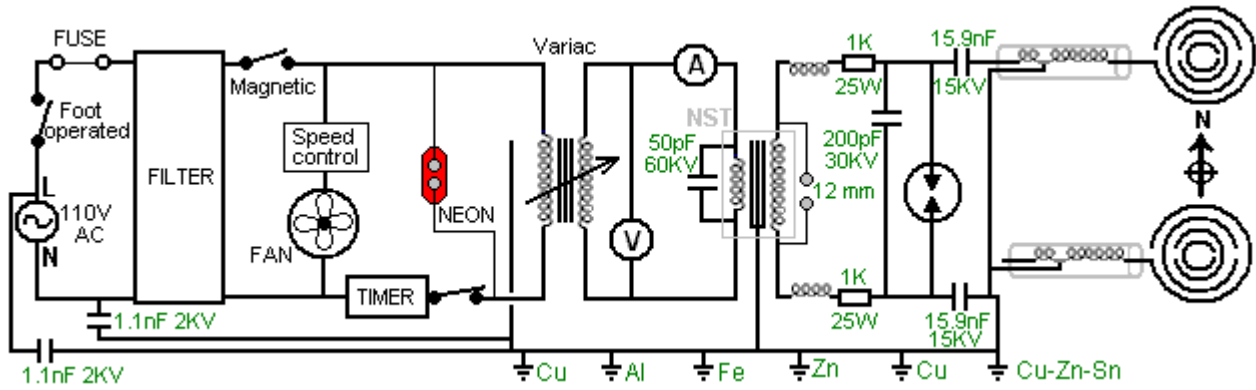 FUSE
Foot
operated
L
110V
AC
N
FILTER
Magnetic
Speed
control
FAN
NEON
TIMER
1.1nF 2KV
1.1nF 2KV
Variac
A
V
50pF
60KV
NST
1K
25W
200pF
30KV
12 mm
1K
25W
15.9nF
15KV
15.9nF
15KV
N
Cu
Al
Fe
Zn
Cu
Cu-Zn-Sn